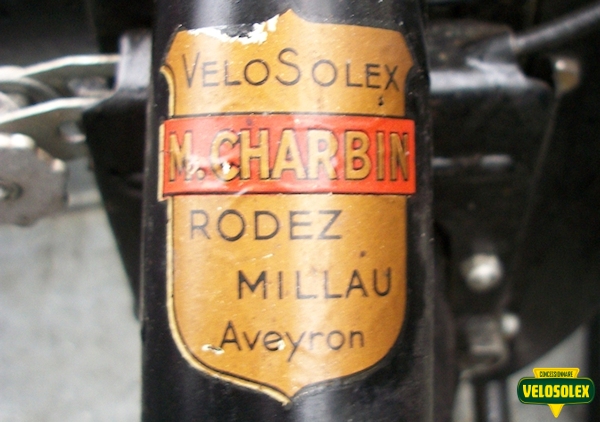 VELOSOLEX
M. CHARBIN
RODEZ
MILLAU
Aveyron
CONCESSIONNAIRE
VELOSOLEX